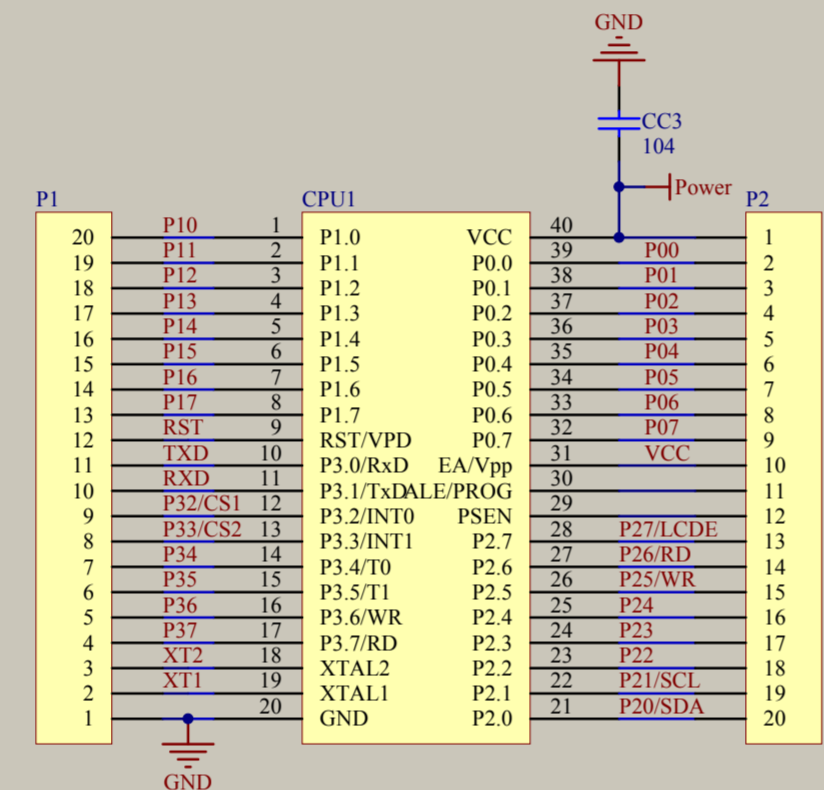 GND
CC3
104
Power
P1
CPU1
P2
20 P10 1 P1.0 VCC 40 1
19 P11 2 P1.1 P0.0 39 P00 2
18 P12 3 P1.2 P0.1 38 P01 3
17 P13 4 P1.3 P0.2 37 P02 4
16 P14 5 P1.4 P0.3 36 P03 5
15 P15 6 P1.5 P0.4 35 P04 6
14 P16 7 P1.6 P0.5 34 P05 7
13 P17 8 P1.7 P0.6 33 P06 8
12 RST 9 RST/VPD P0.7 32 P07 9
11 TXD 10 P3.0/RxD EA/Vpp 31 VCC 10
10 RXD 11 P3.1/TxD ALE/PROG 30 11
9 P32/CS1 12 P3.2/INT0 PSEN 29 12
8 P33/CS2 13 P3.3/INT1 P2.7 28 P27/LCDE 13
7 P34 14 P3.4/T0 P2.6 27 P26/RD 14
6 P35 15 P3.5/T1 P2.5 26 P25/WR 15
5 P36 16 P3.6/WR P2.4 25 P24 16
4 P37 17 P3.7/RD P2.3 24 P23 17
3 XT2 18 XTAL2 P2.2 23 P22 18
2 XT1 19 XTAL1 P2.1 22 P21/SCL 19
1 20 GND P2.0 21 P20/SDA 20
GND